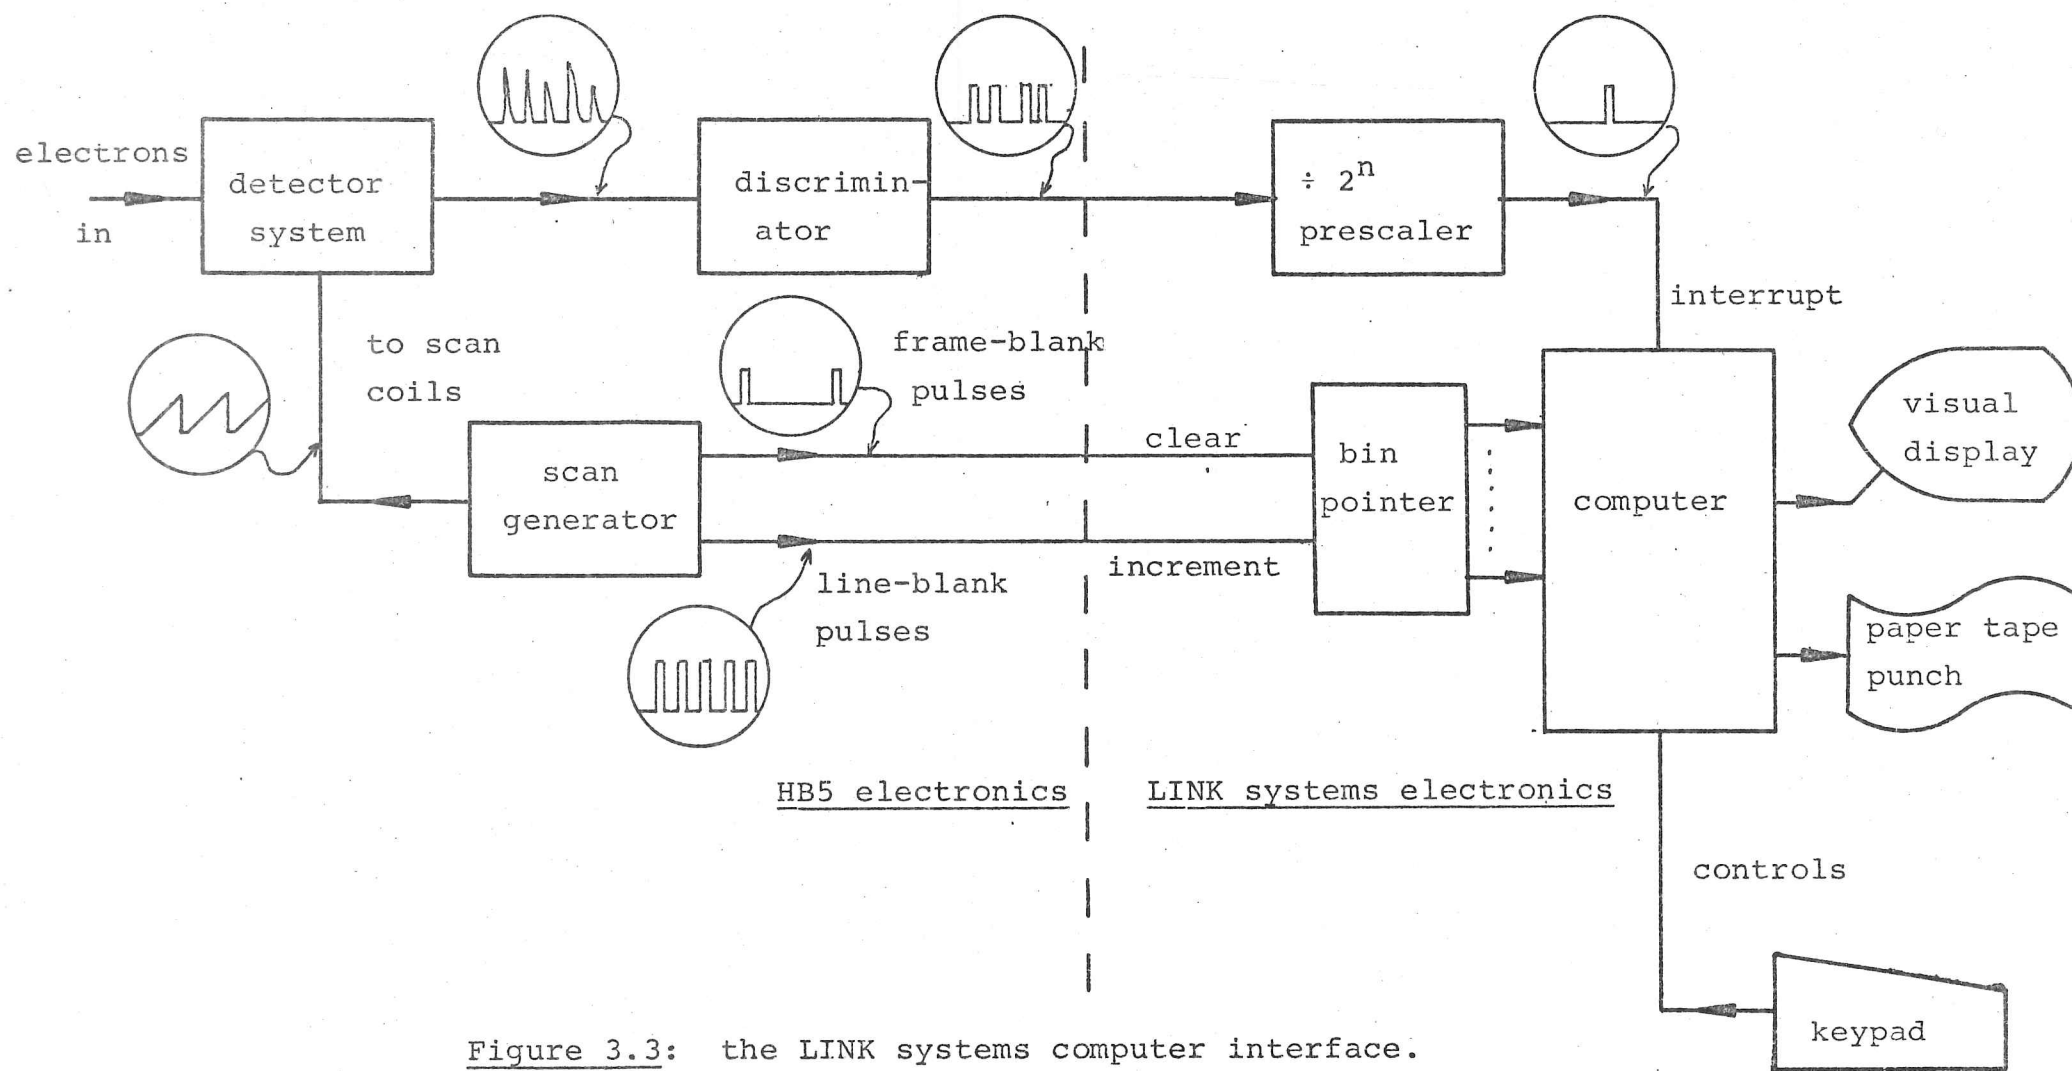 electrons
in
detector
system
discrimin-
ator
÷ 2ⁿ
prescaler
interrupt
to scan
coils
frame-blank
pulses
scan
generator
clear
increment
line-blank
pulses
bin
pointer
computer
visual
display
paper tape
punch
HB5 electronics
LINK systems electronics
controls
keypad
Figure 3.3: the LINK systems computer interface.